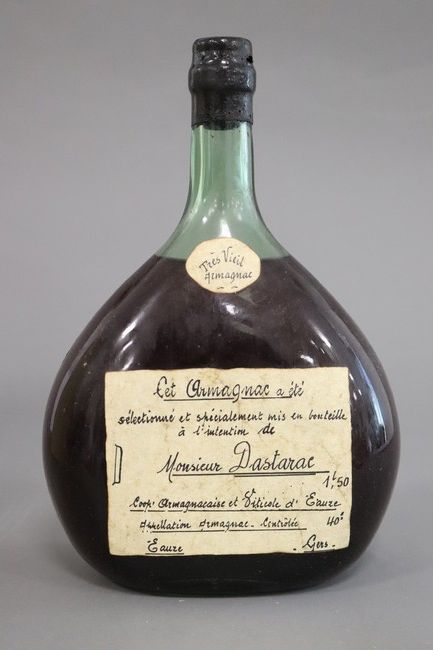 Très Vieil
Armagnac
Cet Armagnac a été
sélectionné et spécialement mis en bouteille
à l'intention de
Monsieur Dastarac
1L,50
Coop' Armagnacaise et Viticole d'Eauze
Appellation Armagnac - Contrôlée 40°
Eauze - Gers -